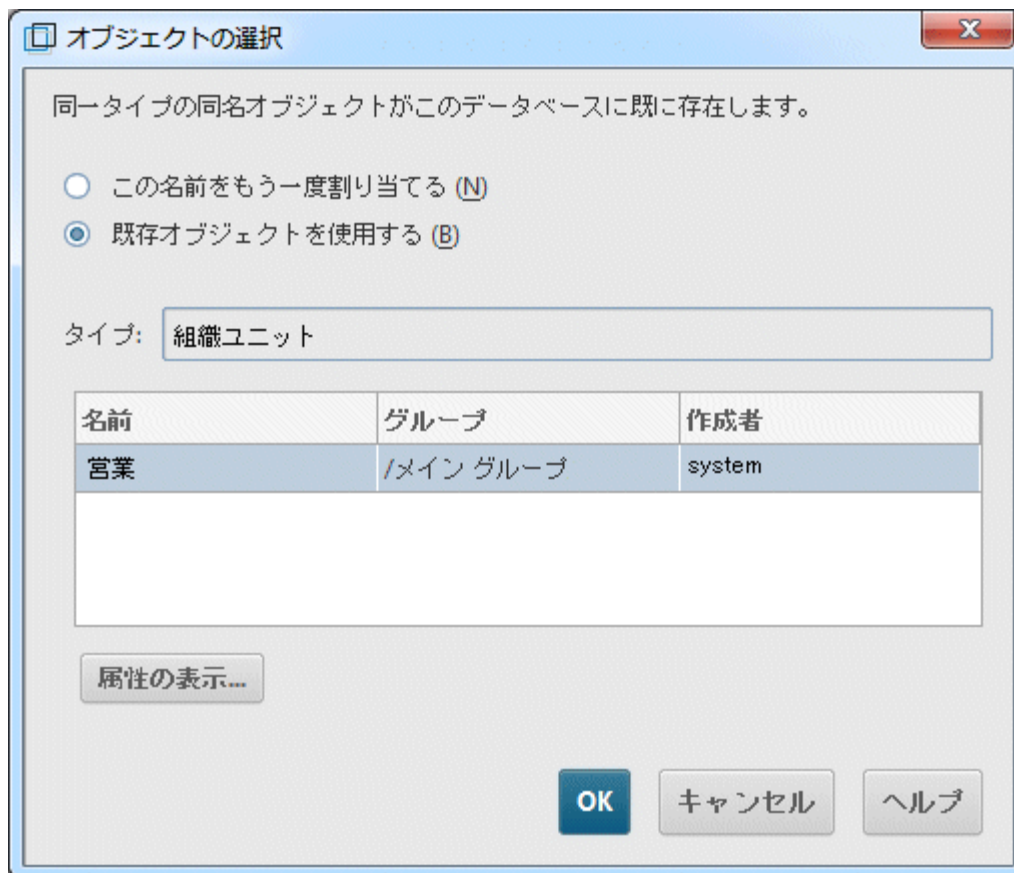 オブジェクトの選択
同一タイプの同名オブジェクトがこのデータベースに既に存在します。
この名前をもう一度割り当てる (N)
既存オブジェクトを使用する (B)
タイプ: 組織ユニット
名前 グループ 作成者
営業 /メイン グループ system
属性の表示...
OK キャンセル ヘルプ